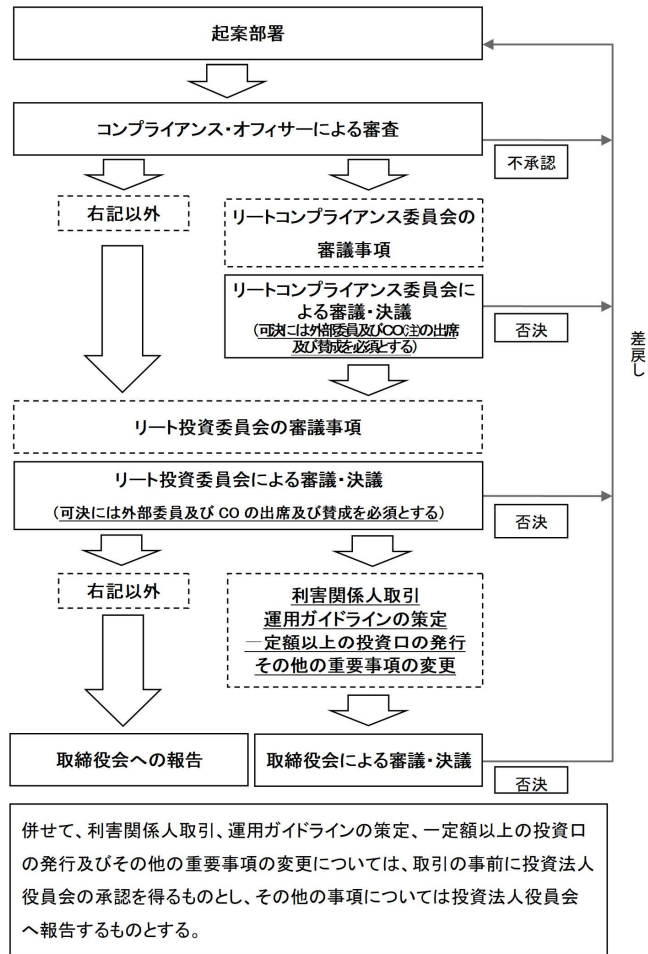 起案部署
コンプライアンス・オフィサーによる審査
不承認
右記以外
リートコンプライアンス委員会の
審議事項
リートコンプライアンス委員会に
よる審議・決議
（可決には外部委員及びCO（注）の出席
及び賛成を必須とする）
否決
差戻し
リート投資委員会の審議事項
リート投資委員会による審議・決議
（可決には外部委員及び CO の出席及び賛成を必須とする）
否決
右記以外
利害関係人取引
運用ガイドラインの策定
一定額以上の投資口の発行
その他の重要事項の変更
取締役会への報告
取締役会による審議・決議
否決
併せて、利害関係人取引、運用ガイドラインの策定、一定額以上の投資口
の発行及びその他の重要事項の変更については、取引の事前に投資法人
役員会の承認を得るものとし、その他の事項については投資法人役員会
へ報告するものとする。